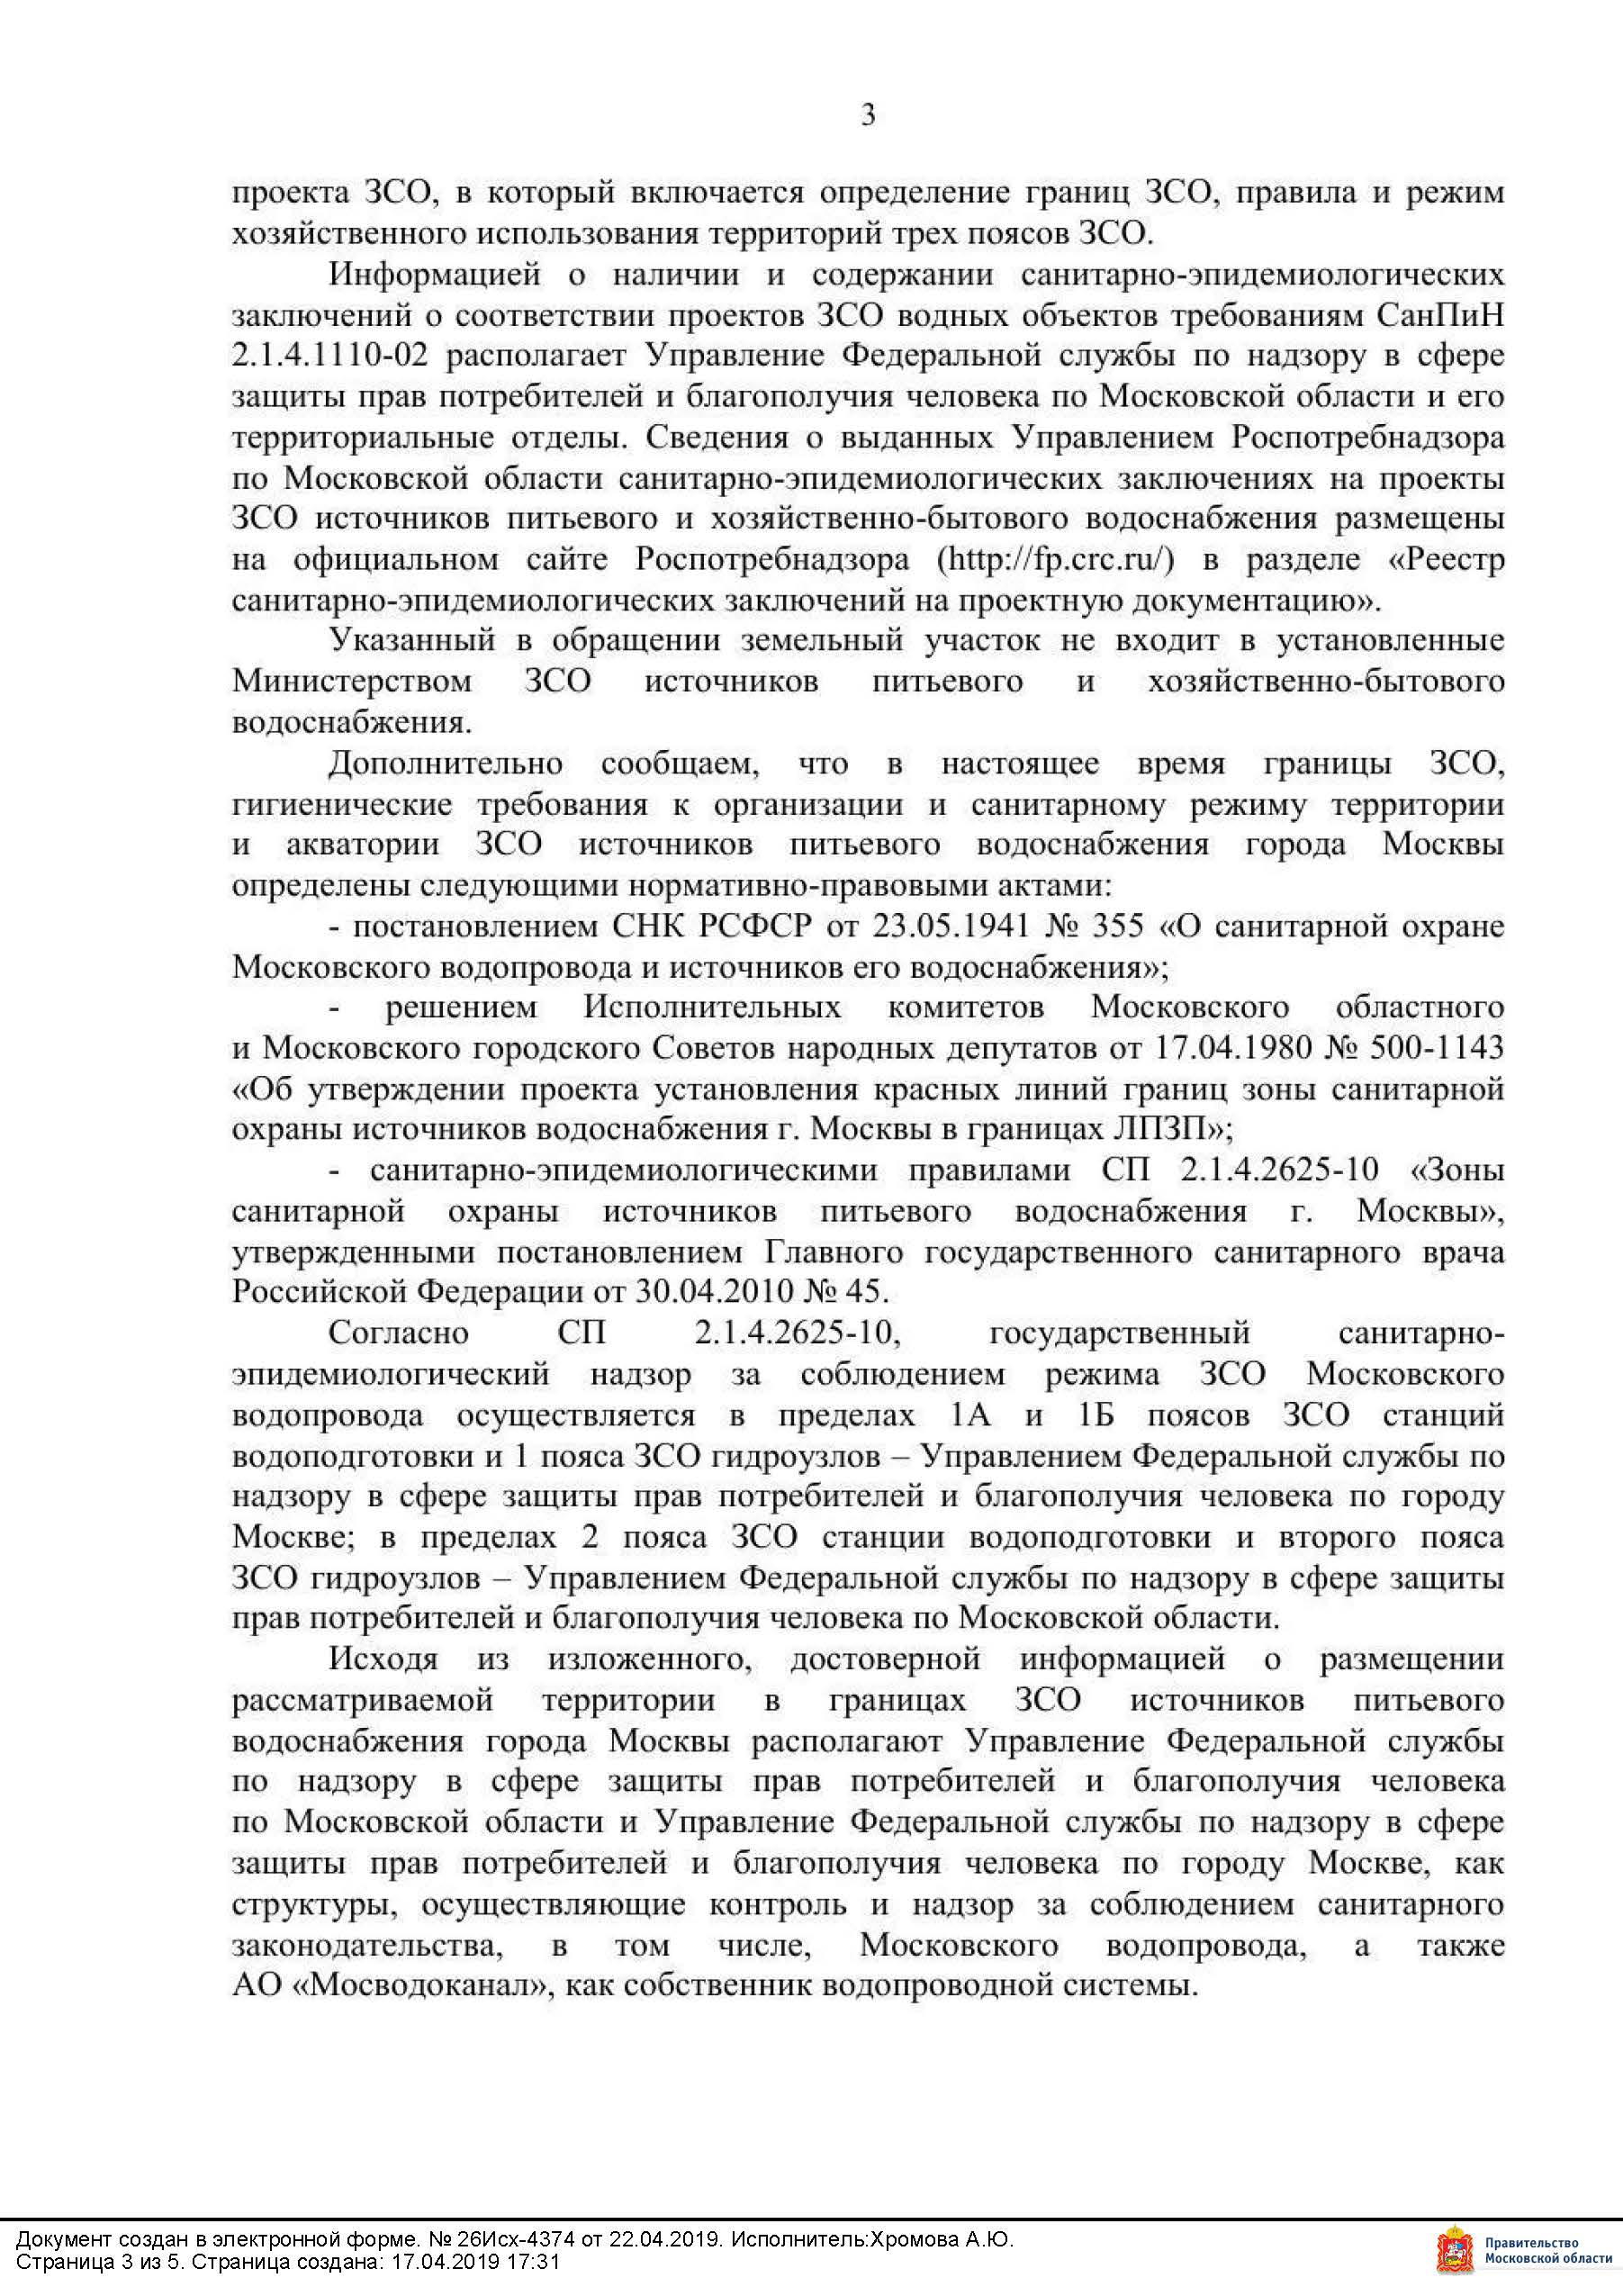 3
проекта ЗСО, в который включается определение границ ЗСО, правила и режим
хозяйственного использования территорий трех поясов ЗСО.
Информацией о наличии и содержании санитарно-эпидемиологических
заключений о соответствии проектов ЗСО водных объектов требованиям СанПиН
2.1.4.1110-02 располагает Управление Федеральной службы по надзору в сфере
защиты прав потребителей и благополучия человека по Московской области и его
территориальные отделы. Сведения о выданных Управлением Роспотребнадзора
по Московской области санитарно-эпидемиологических заключениях на проекты
ЗСО источников питьевого и хозяйственно-бытового водоснабжения размещены
на официальном сайте Роспотребнадзора (http://fp.crc.ru/) в разделе «Реестр
санитарно-эпидемиологических заключений на проектную документацию».
Указанный в обращении земельный участок не входит в установленные
Министерством ЗСО источников питьевого и хозяйственно-бытового
водоснабжения.
Дополнительно сообщаем, что в настоящее время границы ЗСО,
гигиенические требования к организации и санитарному режиму территории
и акватории ЗСО источников питьевого водоснабжения города Москвы
определены следующими нормативно-правовыми актами:
- постановлением СНК РСФСР от 23.05.1941 № 355 «О санитарной охране
Московского водопровода и источников его водоснабжения»;
- решением Исполнительных комитетов Московского областного
и Московского городского Советов народных депутатов от 17.04.1980 № 500-1143
«Об утверждении проекта установления красных линий границ зоны санитарной
охраны источников водоснабжения г. Москвы в границах ЛПЗП»;
- санитарно-эпидемиологическими правилами СП 2.1.4.2625-10 «Зоны
санитарной охраны источников питьевого водоснабжения г. Москвы»,
утвержденными постановлением Главного государственного санитарного врача
Российской Федерации от 30.04.2010 № 45.
Согласно СП 2.1.4.2625-10, государственный санитарно-
эпидемиологический надзор за соблюдением режима ЗСО Московского
водопровода осуществляется в пределах 1А и 1Б поясов ЗСО станций
водоподготовки и 1 пояса ЗСО гидроузлов – Управлением Федеральной службы по
надзору в сфере защиты прав потребителей и благополучия человека по городу
Москве; в пределах 2 пояса ЗСО станции водоподготовки и второго пояса
ЗСО гидроузлов – Управлением Федеральной службы по надзору в сфере защиты
прав потребителей и благополучия человека по Московской области.
Исходя из изложенного, достоверной информацией о размещении
рассматриваемой территории в границах ЗСО источников питьевого
водоснабжения города Москвы располагают Управление Федеральной службы
по надзору в сфере защиты прав потребителей и благополучия человека
по Московской области и Управление Федеральной службы по надзору в сфере
защиты прав потребителей и благополучия человека по городу Москве, как
структуры, осуществляющие контроль и надзор за соблюдением санитарного
законодательства, в том числе, Московского водопровода, а также
АО «Мосводоканал», как собственник водопроводной системы.
Документ создан в электронной форме. № 26Исх-4374 от 22.04.2019. Исполнитель:Хромова А.Ю.
Страница 3 из 5. Страница создана: 17.04.2019 17:31
Правительство
Московской области